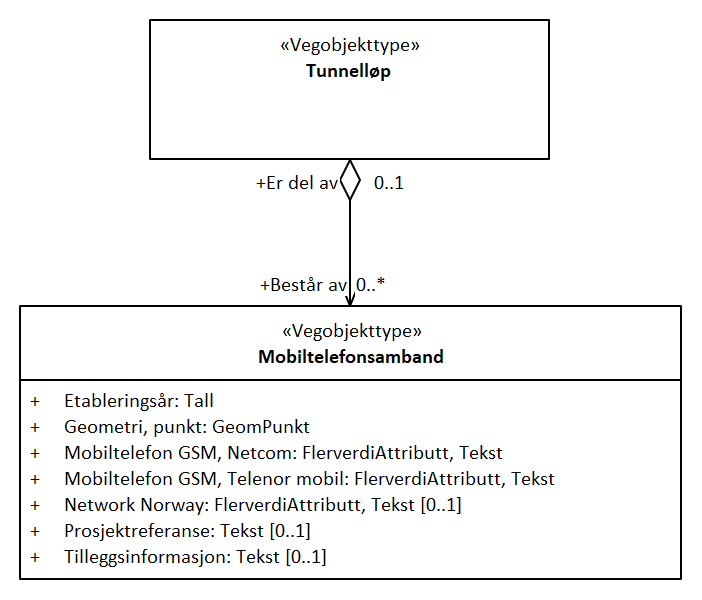 «Vegobjekttype»
Tunnelløp
+Er del av 0..1
+Består av 0..*
«Vegobjekttype»
Mobiltelefonsamband
+ Etableringsår: Tall
+ Geometri, punkt: GeomPunkt
+ Mobiltelefon GSM, Netcom: FlerverdiAttributt, Tekst
+ Mobiltelefon GSM, Telenor mobil: FlerverdiAttributt, Tekst
+ Network Norway: FlerverdiAttributt, Tekst [0..1]
+ Prosjektreferanse: Tekst [0..1]
+ Tilleggsinformasjon: Tekst [0..1]